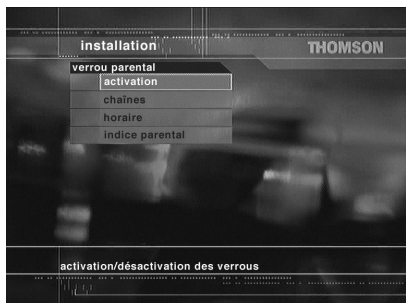 installation
THOMSON
verrou parental
activation
chaînes
horaire
indice parental
activation/désactivation des verrous